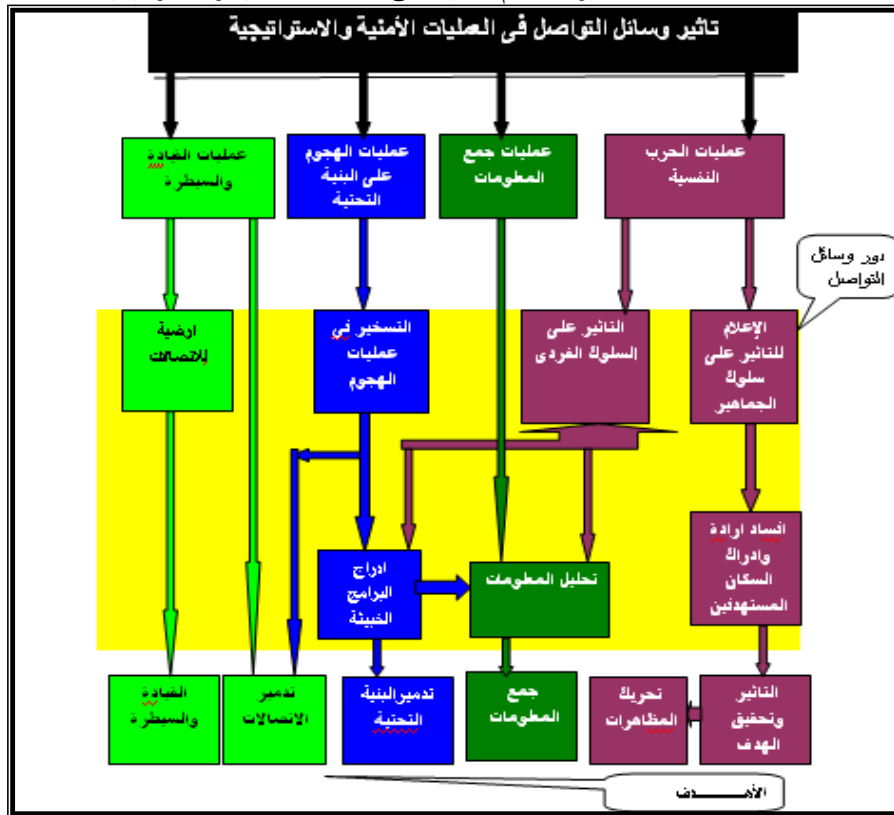 تاثير وسائل التواصل فى العمليات الأمنية والاستراتيجية
عمليات الحرب
النفسية
عمليات جمع
المعلومات
عمليات الهجوم
على البنية
التحتية
عمليات القيادة
والسيطرة
دور وسائل
التواصل
الإعلام
للتاثير على
سلوك
الجماهير
التاثير على
السلوك الفردى
التسخير في
عمليات
الهجوم
ارضية
للاتصالات
افساد ارادة
وادراك
السكان
المستهدفين
تحليل المعلومات
ادراج
البرامج
الخبيثة
التاثير
وتحقيق
الهدف
تحريك
المظاهرات
جمع
المعلومات
تدمير البنية
التحتية
تدمير
الاتصالات
القيادة
والسيطرة
الأهـــــداف